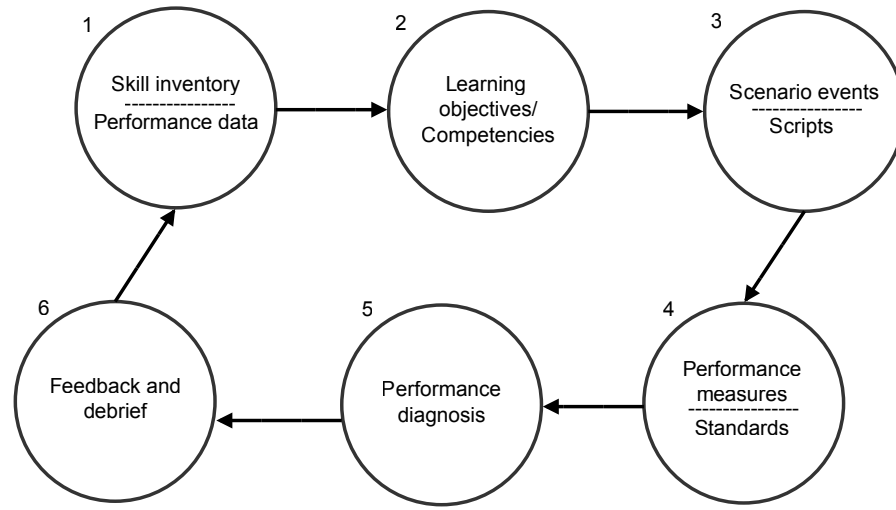 1
Skill inventory
Performance data
2
Learning
objectives/
Competencies
3
Scenario events
Scripts
4
Performance
measures
Standards
5
Performance
diagnosis
6
Feedback and
debrief